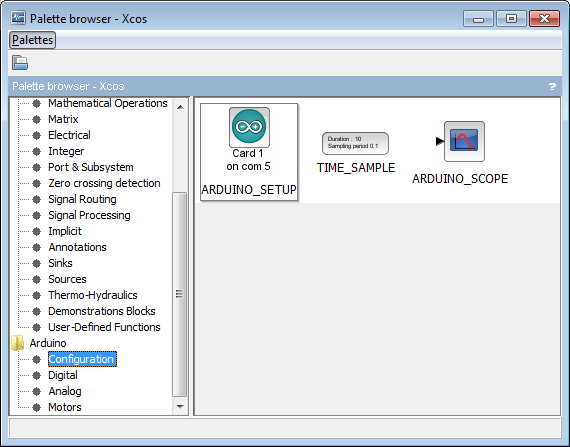 Palette browser - Xcos
Palettes
Palette browser - Xcos
?
Mathematical Operations
Matrix
Electrical
Integer
Port & Subsystem
Zero crossing detection
Signal Routing
Signal Processing
Implicit
Annotations
Sinks
Sources
Thermo-Hydraulics
Demonstrations Blocks
User-Defined Functions
Arduino
Configuration
Digital
Analog
Motors
Card 1
on com 5
ARDUINO_SETUP
Duration : 10
Sampling period 0.1
TIME_SAMPLE
ARDUINO_SCOPE